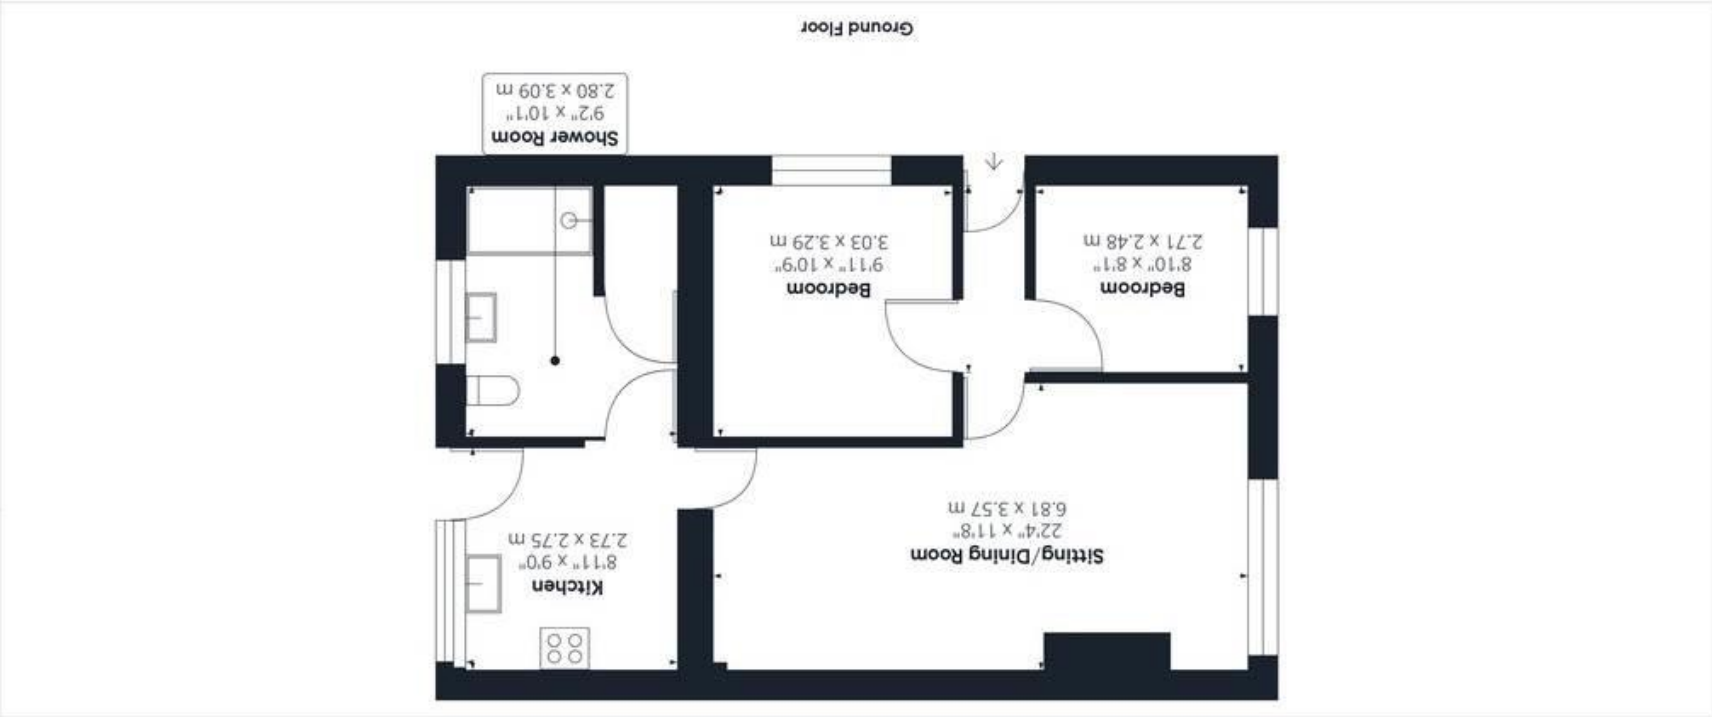 Sitting/Dining Room
22'4" x 11'8"
6.81 x 3.57 m
Kitchen
8'11" x 9'0"
2.73 x 2.75 m
Bedroom
8'10" x 8'1"
2.71 x 2.48 m
Bedroom
9'11" x 10'9"
3.03 x 3.29 m
Shower Room
9'2" x 10'1"
2.80 x 3.09 m
Ground Floor